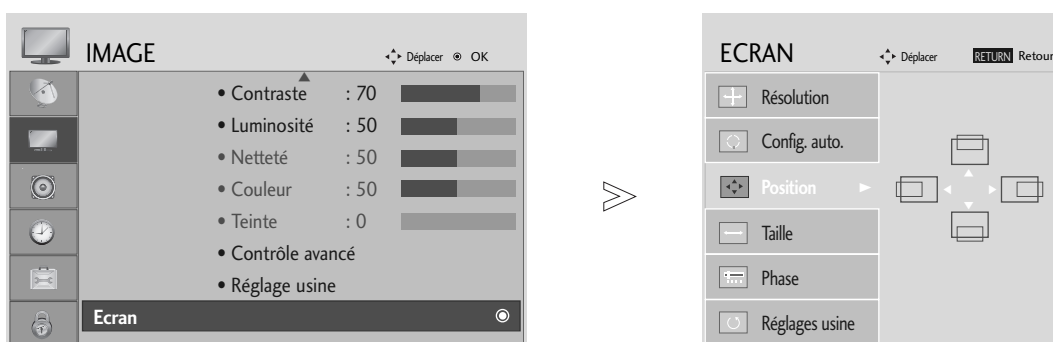 IMAGE
Déplacer OK
• Contraste : 70
• Luminosité : 50
• Netteté : 50
• Couleur : 50
• Teinte : 0
• Contrôle avancé
• Réglage usine
Ecran
ECRAN
Déplacer RETURN Retour
Résolution
Config. auto.
Position
Taille
Phase
Réglages usine